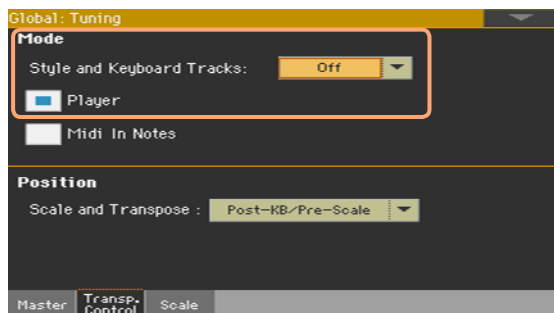 Global: Tuning
Mode
Style and Keyboard Tracks: Off
Player
Midi In Notes
Position
Scale and Transpose : Post-KB/Pre-Scale
Master Transp. Control Scale